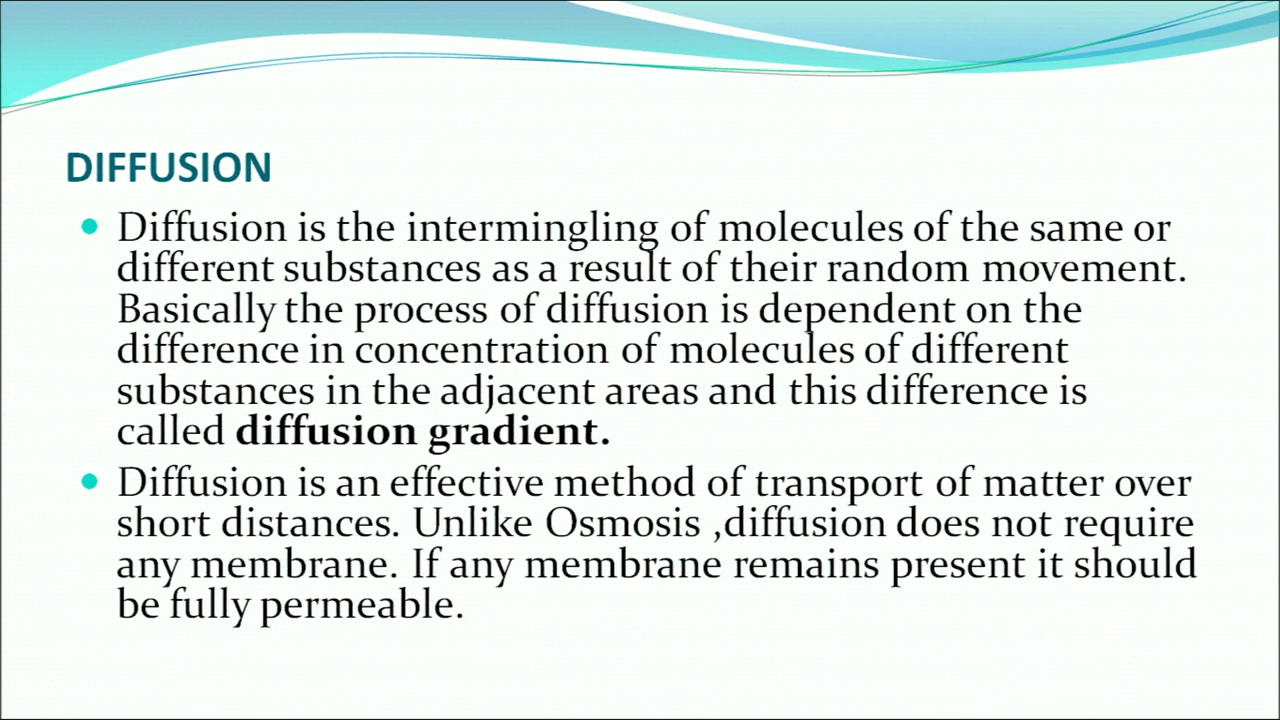 DIFFUSION
Diffusion is the intermingling of molecules of the same or
different substances as a result of their random movement.
Basically the process of diffusion is dependent on the
difference in concentration of molecules of different
substances in the adjacent areas and this difference is
called diffusion gradient.
Diffusion is an effective method of transport of matter over
short distances. Unlike Osmosis ,diffusion does not require
any membrane. If any membrane remains present it should
be fully permeable.